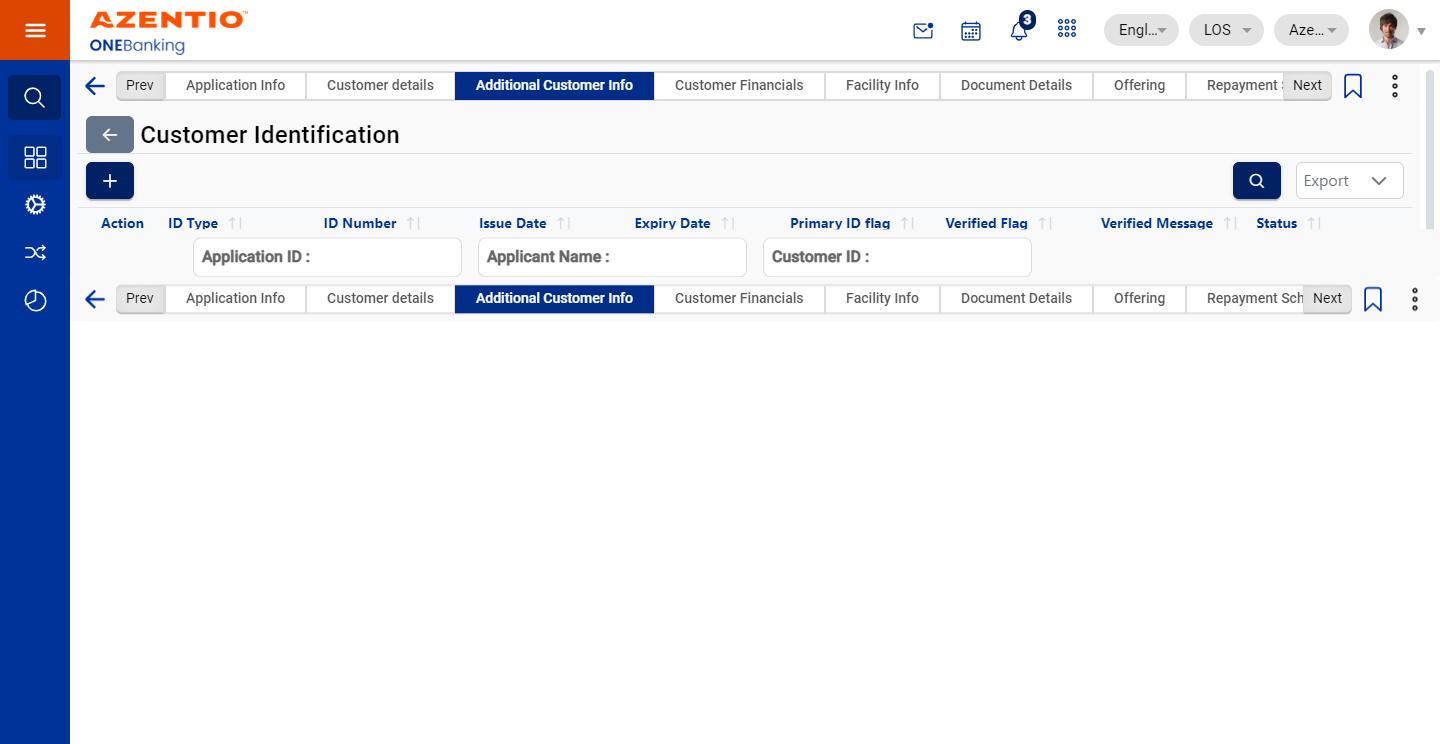 AZENTIO™
ONEBanking
3
Engl...
LOS
Aze...
Prev Application Info Customer details Additional Customer Info Customer Financials Facility Info Document Details Offering Repayment Next
Customer Identification
Export
Action ID Type ID Number Issue Date Expiry Date Primary ID flag Verified Flag Verified Message Status
Application ID : Applicant Name : Customer ID :
Prev Application Info Customer details Additional Customer Info Customer Financials Facility Info Document Details Offering Repayment Sch Next